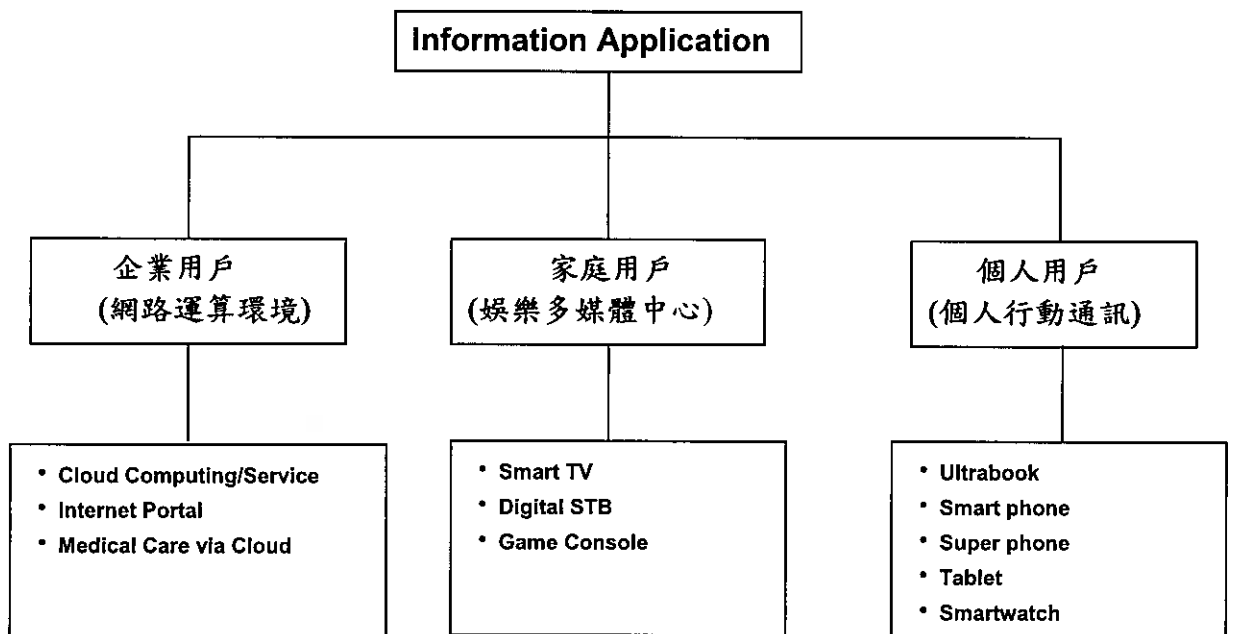 Information Application
企業用戶
(網路運算環境)
家庭用戶
(娛樂多媒體中心)
個人用戶
(個人行動通訊)
• Cloud Computing/Service
• Internet Portal
• Medical Care via Cloud
• Smart TV
• Digital STB
• Game Console
• Ultrabook
• Smart phone
• Super phone
• Tablet
• Smartwatch